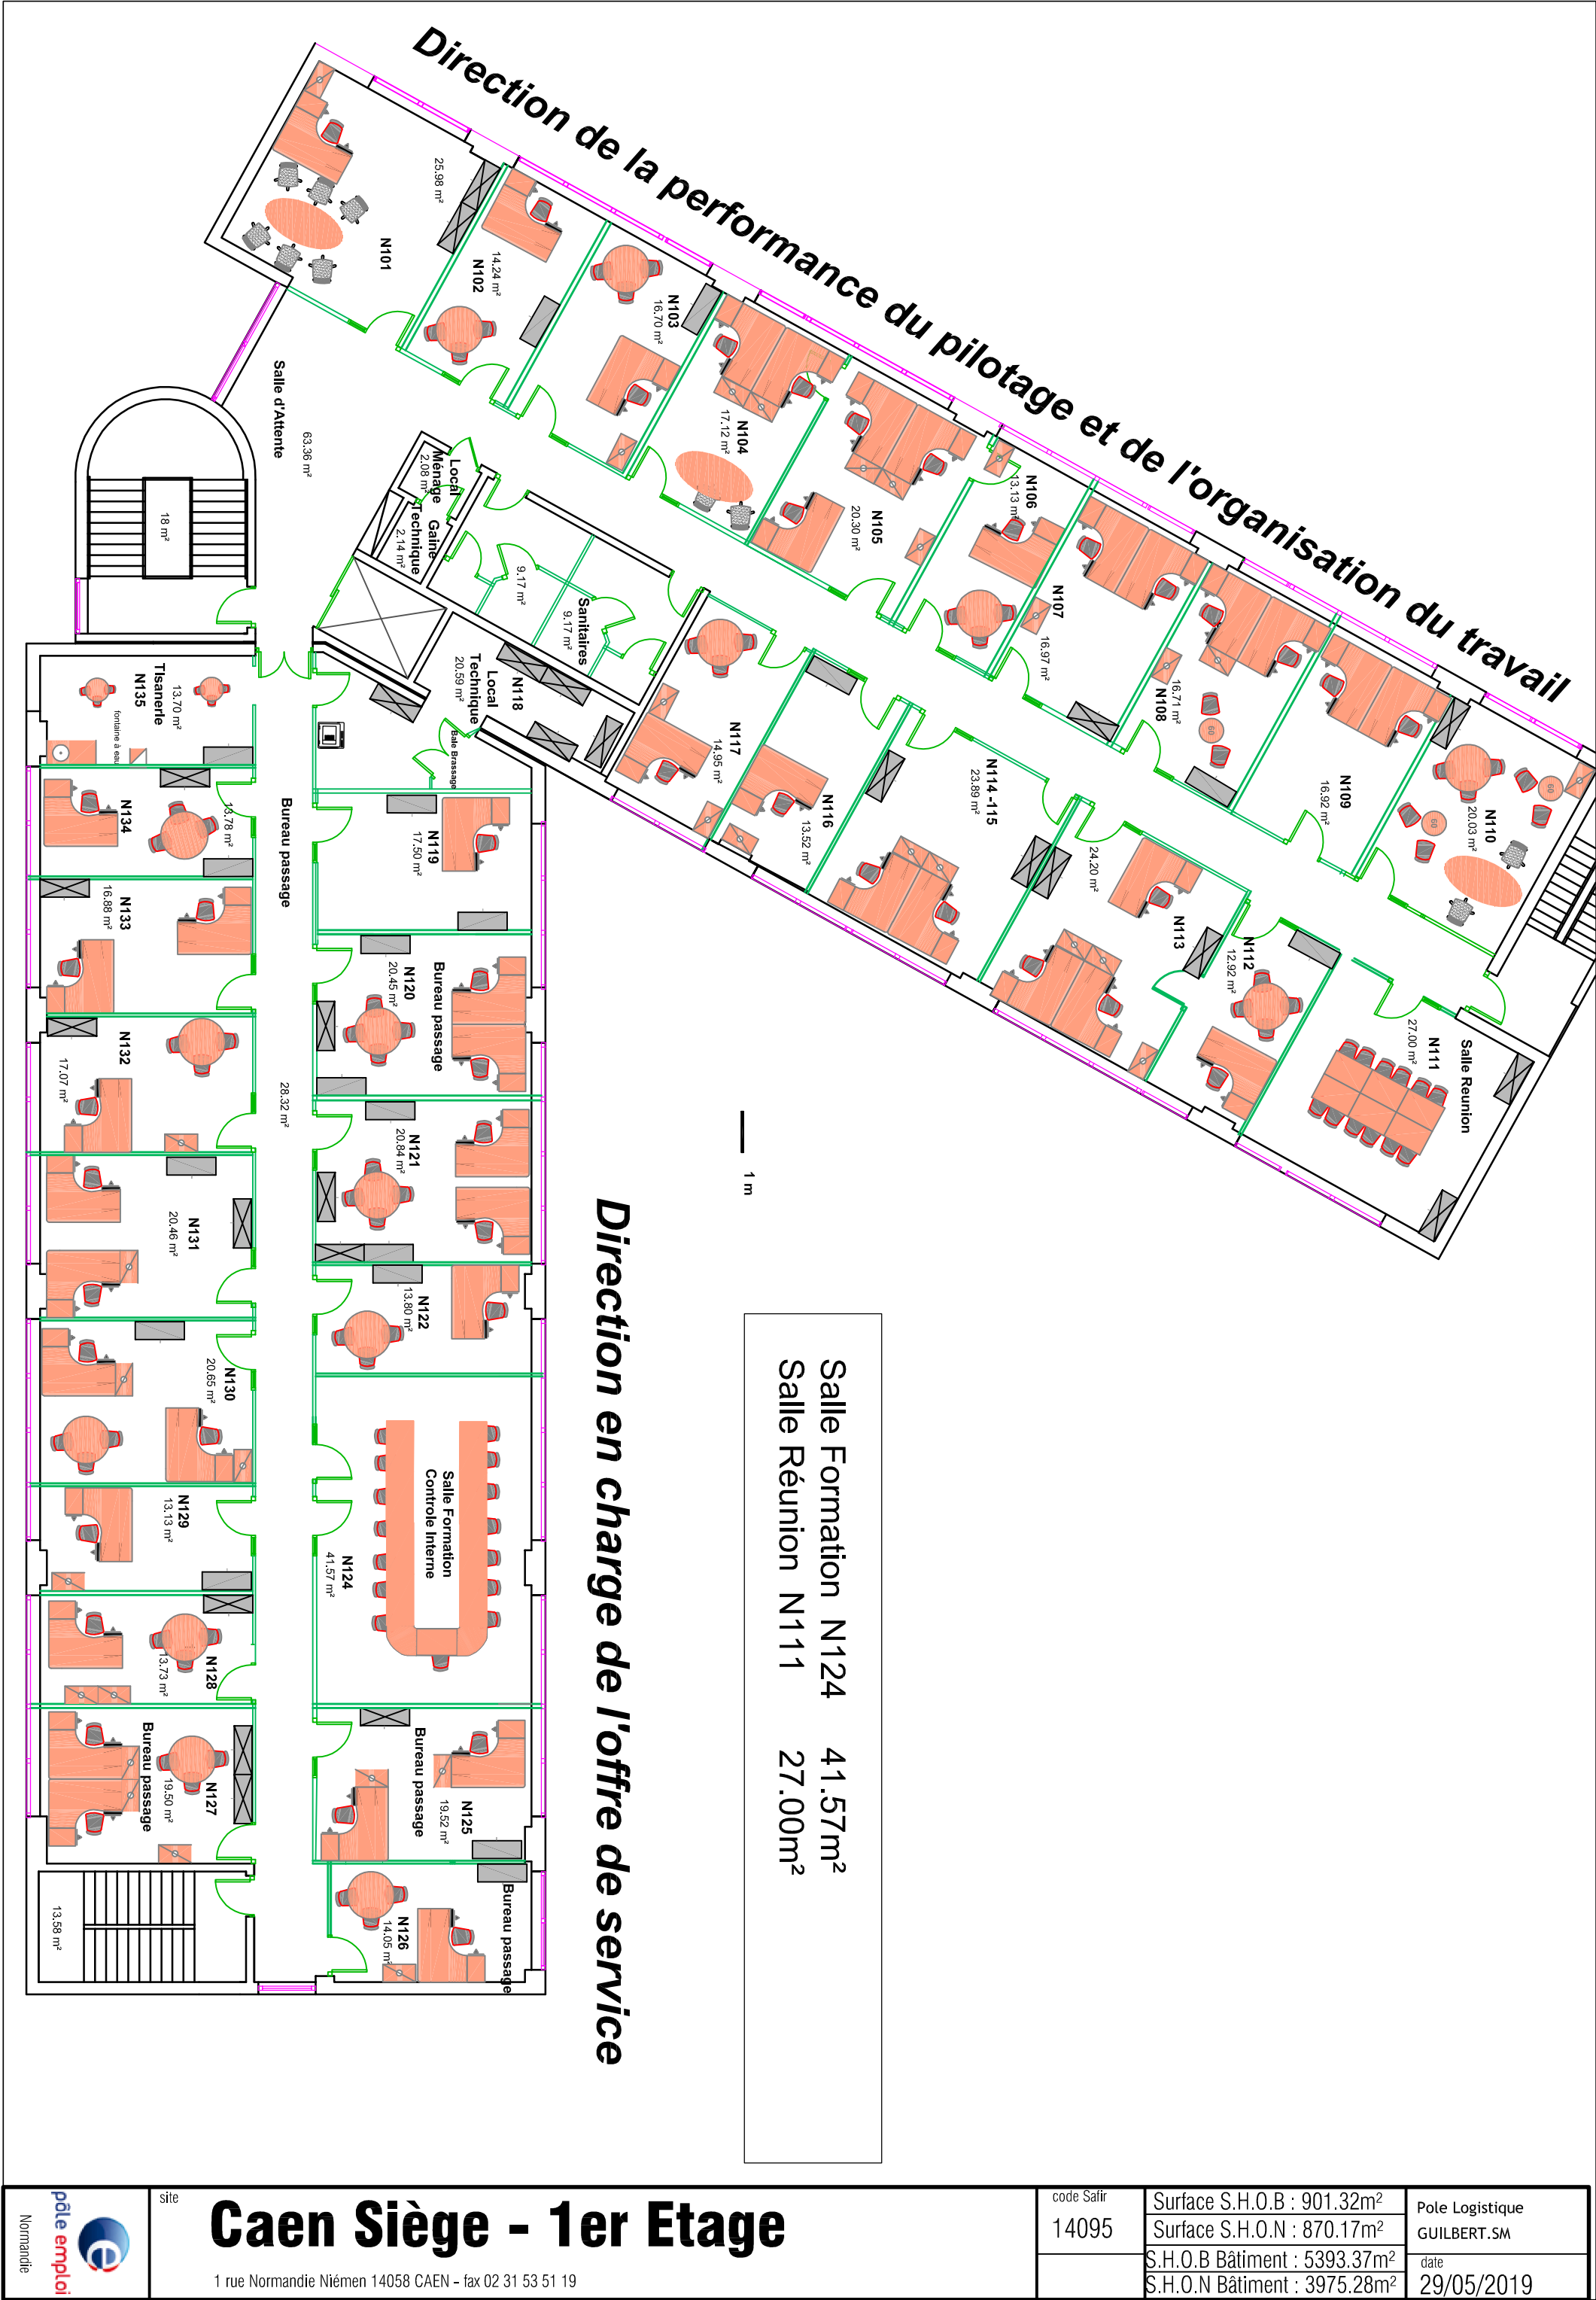 Direction de la performance du pilotage et de l'organisation du travail
N101
25.98 m²
14.24 m²
N102
N103
16.70 m²
N104
17.12 m²
N105
20.30 m²
N106
13.13 m²
N107
16.97 m²
16.71 m²
N108
60
N109
16.92 m²
N110
20.03 m²
60
60
Salle Reunion
N111
27.00 m²
N112
12.92 m²
N113
24.20 m²
N114 -115
23.89 m²
N116
13.52 m²
N117
14.95 m²
N118
Local
Technique
20.59 m²
Baie Brassage
Sanitaires
9.17 m²
9.17 m²
Local
Ménage
2.08 m²
Gaine
Technique
2.14 m²
Salle d'Attente
63.36 m²
18 m²
13.70 m²
Tisanerie
N135
fontaine à eau
N134
13.78 m²
N133
16.88 m²
N132
17.07 m²
N131
20.46 m²
N130
20.65 m²
N129
13.13 m²
N128
13.73 m²
N127
19.50 m²
Bureau passage
13.58 m²
Bureau passage
28.32 m²
N119
17.50 m²
Bureau passage
N120
20.45 m²
N121
20.84 m²
N122
13.80 m²
Salle Formation
Controle Interne
N124
41.57 m²
Bureau passage
N125
19.52 m²
Bureau passage
N126
14.05 m²
1 m
Direction en charge de l'offre de service
Salle Formation N124 41.57m²
Salle Réunion N111 27.00m²
pôle emploi
Normandie
site
Caen Siège - 1er Etage
1 rue Normandie Niémen 14058 CAEN - fax 02 31 53 51 19
code Safir
14095
Surface S.H.O.B : 901.32m²
Surface S.H.O.N : 870.17m²
S.H.O.B Bâtiment : 5393.37m²
S.H.O.N Bâtiment : 3975.28m²
Pole Logistique
GUILBERT.SM
date
29/05/2019